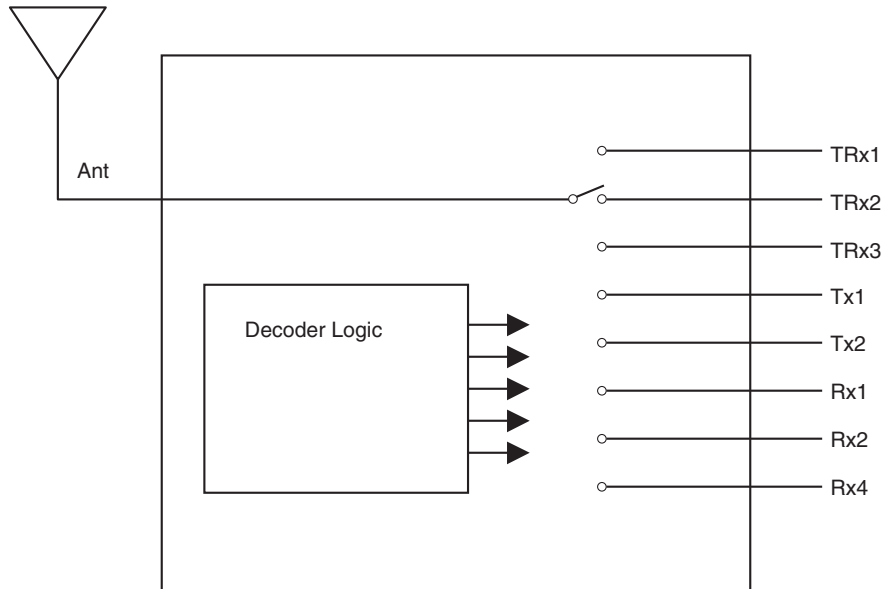 Ant
TRx1
TRx2
TRx3
Tx1
Tx2
Rx1
Rx2
Rx4
Decoder Logic